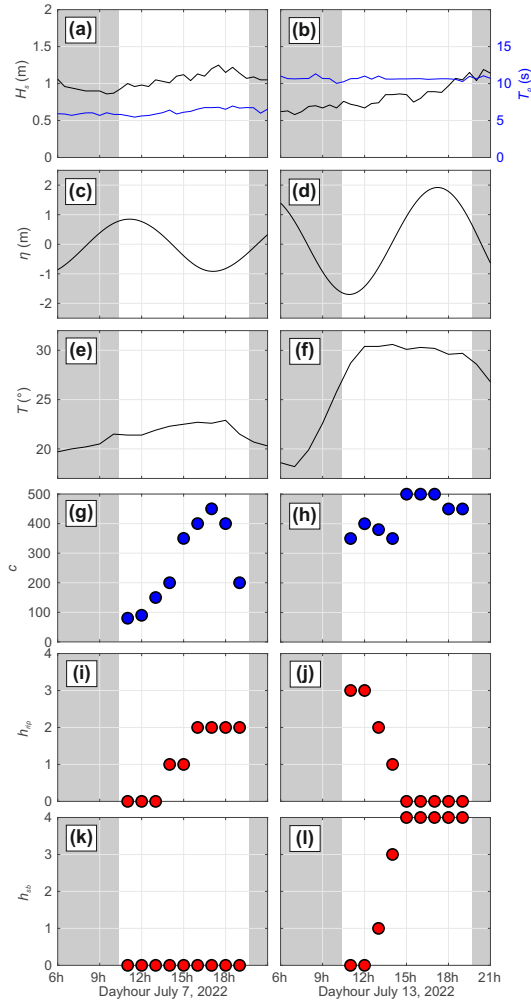 (a) (b)
2
1.5
1
0.5
0
H_s (m)
15
10
5
0
T_p (s)
(c) (d)
2
1
0
-1
-2
η (m)
(e) (f)
30
25
20
T (°)
(g) (h)
500
400
300
200
100
0
c
(i) (j)
4
3
2
1
0
h_rip
(k) (l)
4
3
2
1
0
h_sb
6h 9h 12h 15h 18h 6h 9h 12h 15h 18h 21h
Dayhour July 7, 2022 Dayhour July 13, 2022